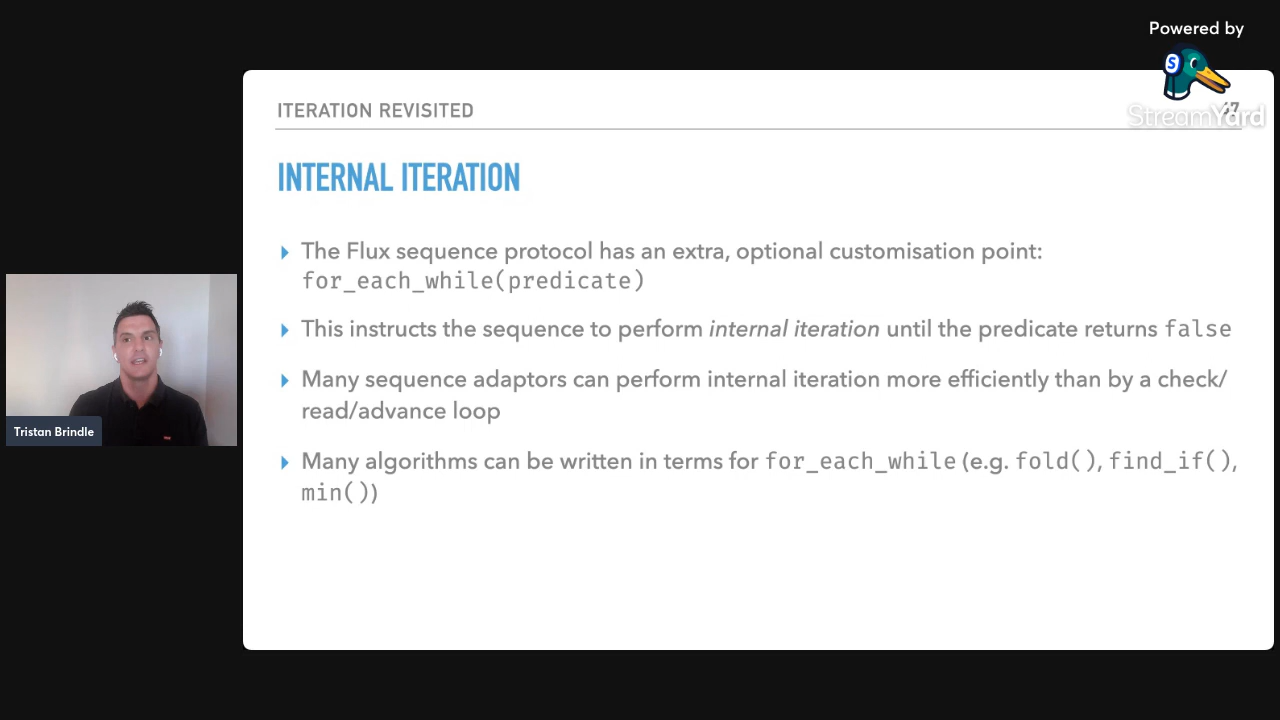 Powered by
S
StreamYard
ITERATION REVISITED
INTERNAL ITERATION
The Flux sequence protocol has an extra, optional customisation point:
for_each_while(predicate)
This instructs the sequence to perform internal iteration until the predicate returns false
Many sequence adaptors can perform internal iteration more efficiently than by a check/
read/advance loop
Many algorithms can be written in terms for for_each_while (e.g. fold(), find_if(),
min())
Tristan Brindle